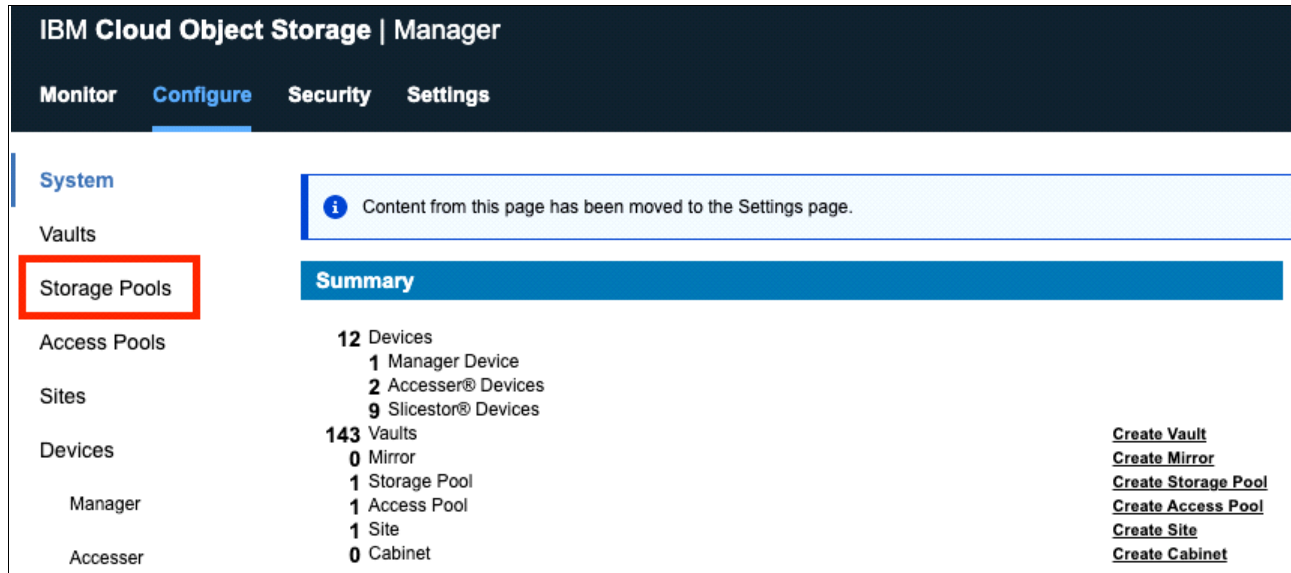 IBM Cloud Object Storage | Manager
Monitor Configure Security Settings
System
Vaults
Storage Pools
Access Pools
Sites
Devices
Manager
Accesser
Content from this page has been moved to the Settings page.
Summary
12 Devices
1 Manager Device
2 Accesser® Devices
9 Slicestor® Devices
143 Vaults Create Vault
0 Mirror Create Mirror
1 Storage Pool Create Storage Pool
1 Access Pool Create Access Pool
1 Site Create Site
0 Cabinet Create Cabinet